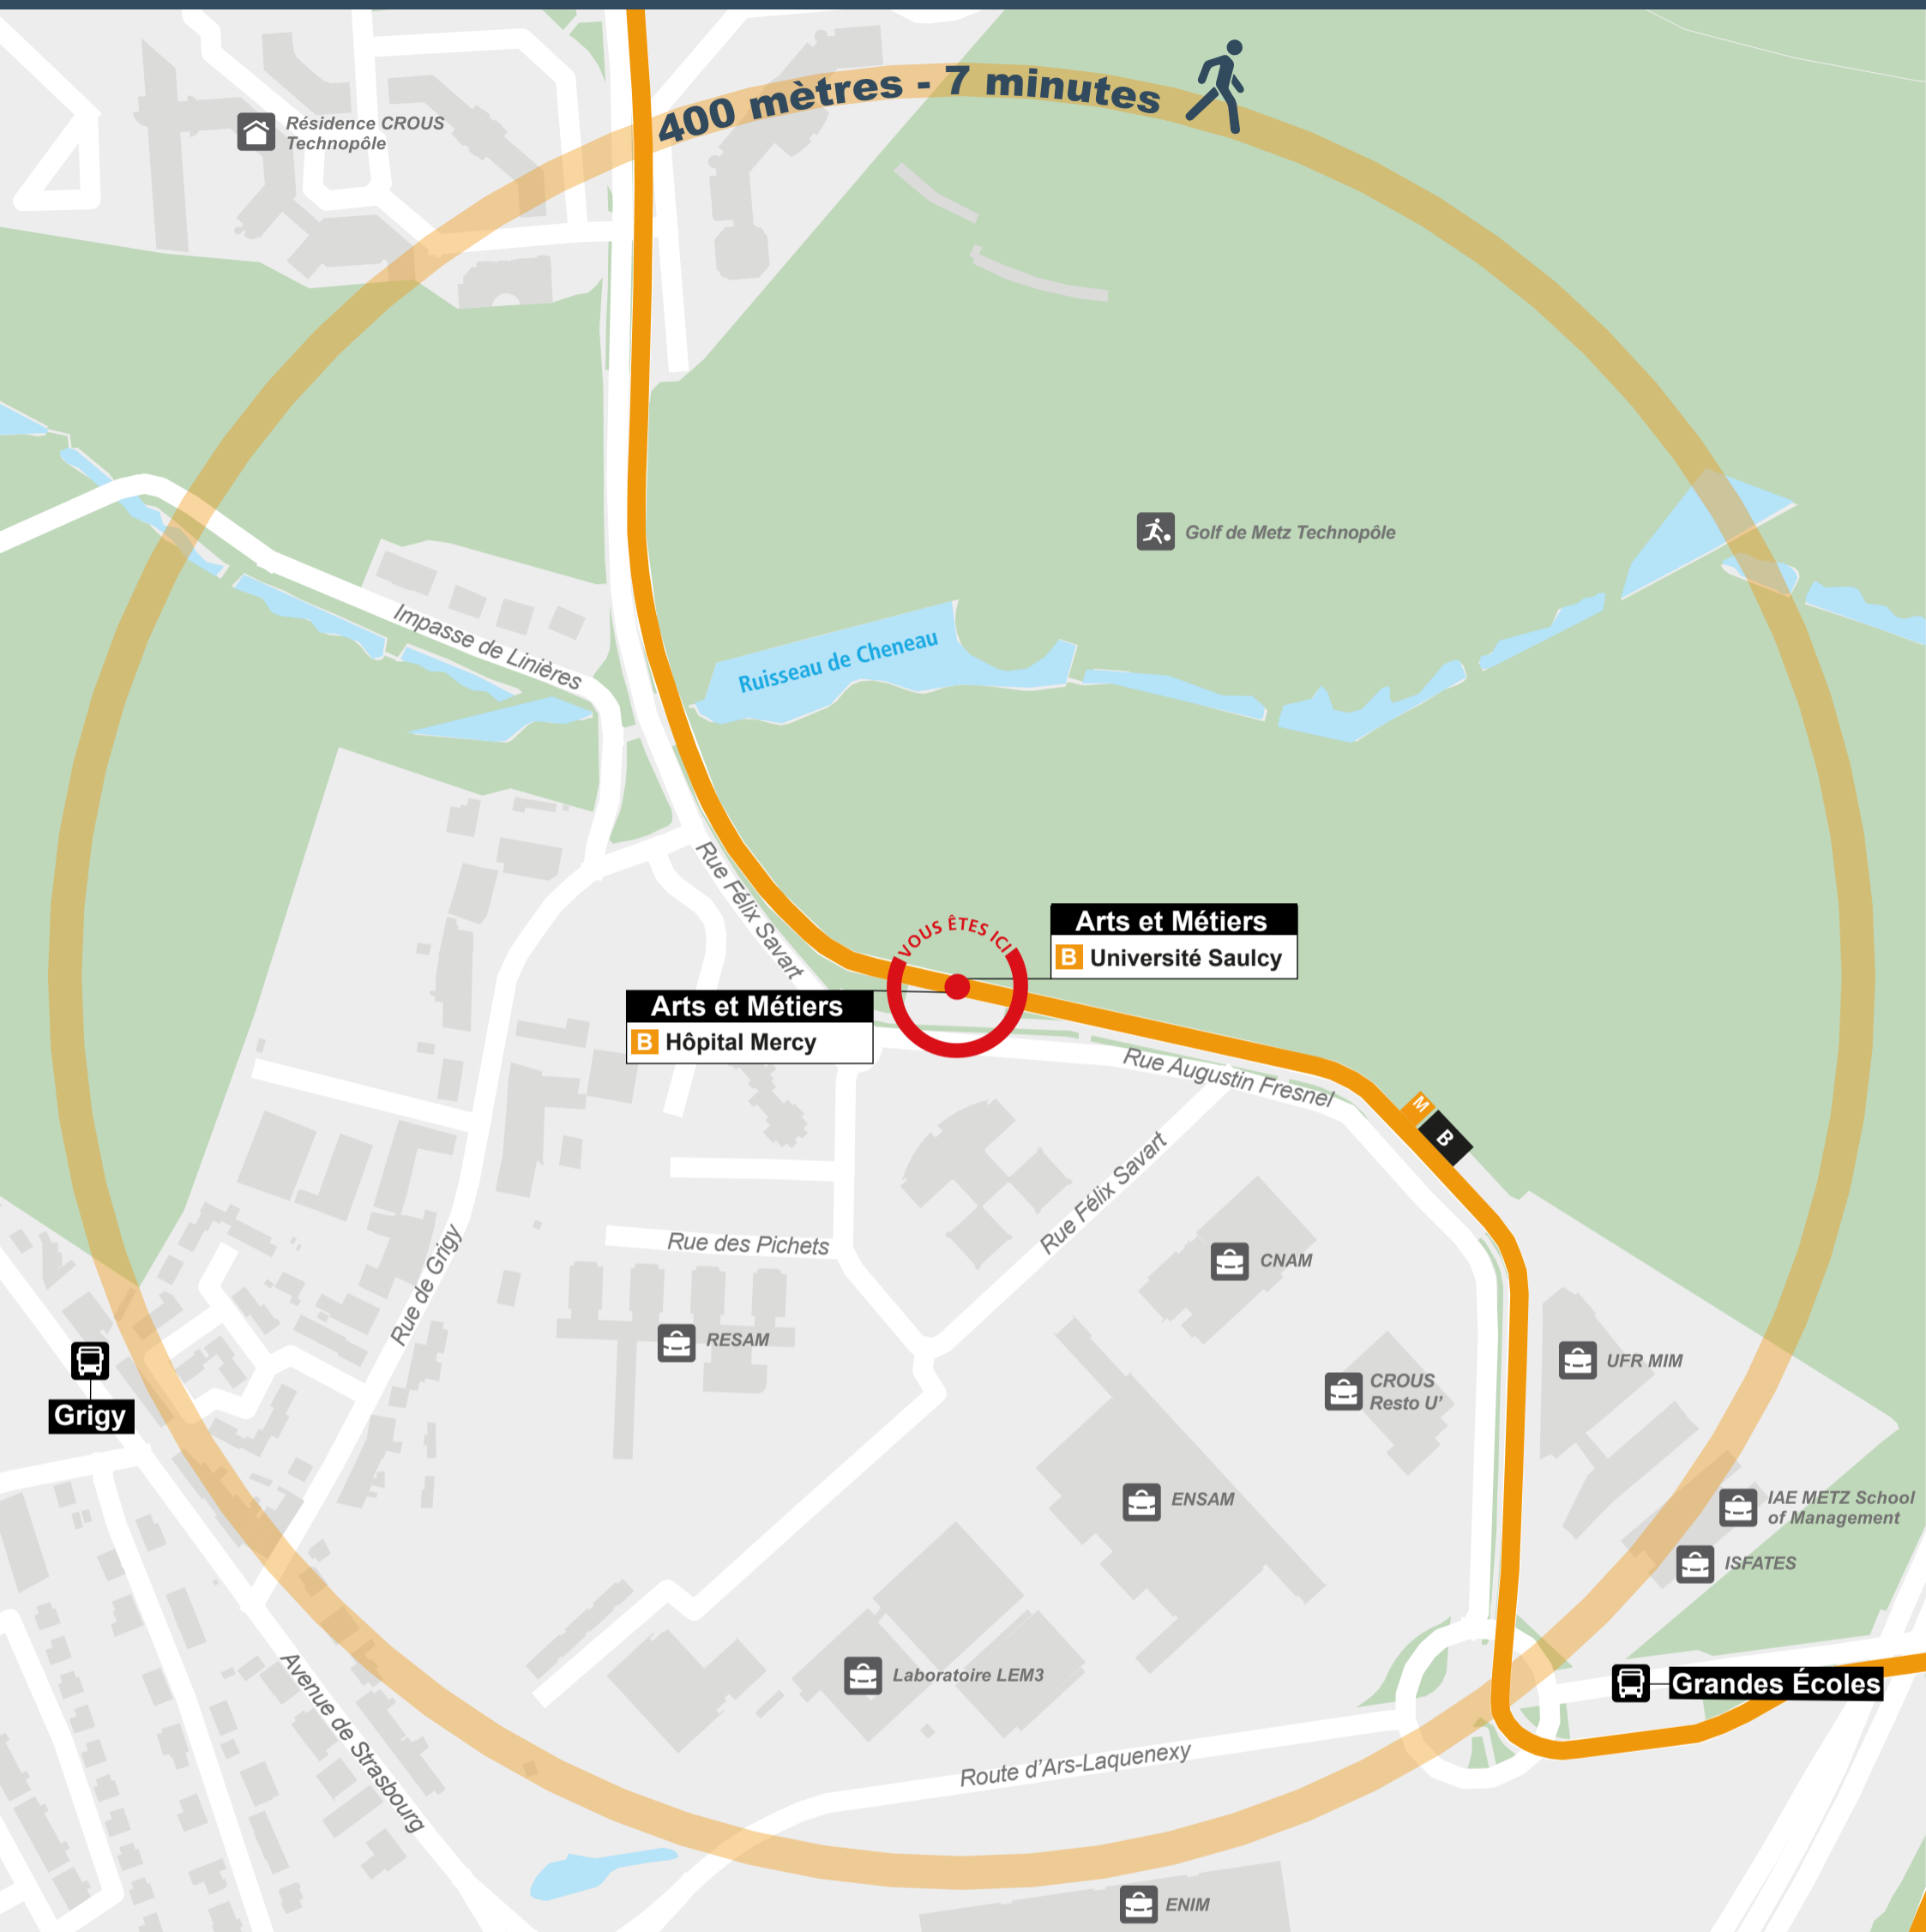 400 mètres - 7 minutes
Résidence CROUS
Technopôle
Golf de Metz Technopôle
Impasse de Linières
Ruisseau de Cheneau
Rue Félix Savart
VOUS ÊTES ICI
Arts et Métiers
B Université Saulcy
Arts et Métiers
B Hôpital Mercy
Rue Augustin Fresnel
M
B
Rue Félix Savart
Rue des Pichets
Rue de Grigy
CNAM
RESAM
UFR MIM
CROUS
Resto U'
Grigy
ENSAM
IAE METZ School
of Management
ISFATES
Laboratoire LEM3
Grandes Écoles
Avenue de Strasbourg
Route d'Ars-Laquenexy
ENIM